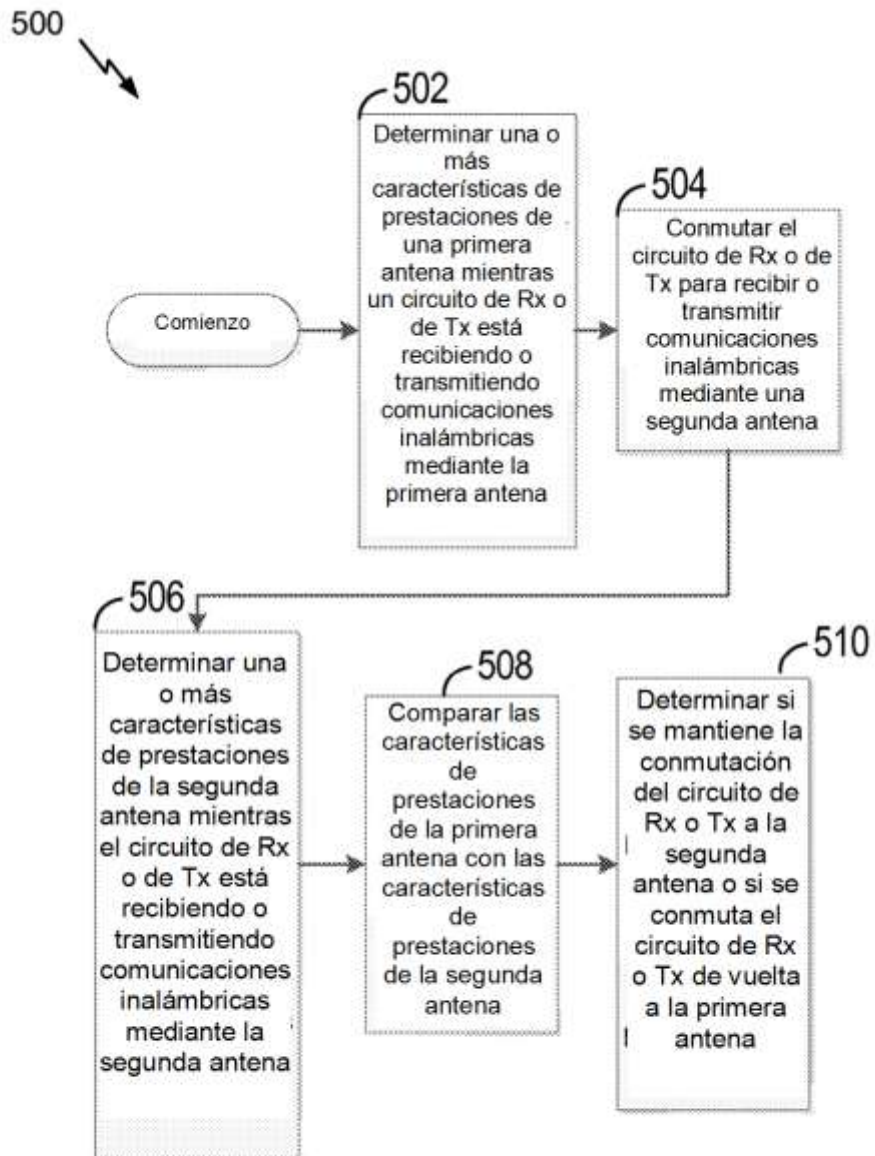 500
502
Determinar una o
más
características de
prestaciones de
una primera
antena mientras
un circuito de Rx o
de Tx está
recibiendo o
transmitiendo
comunicaciones
inalámbricas
mediante la
primera antena
504
Conmutar el
circuito de Rx o de
Tx para recibir o
transmitir
comunicaciones
inalámbricas
mediante una
segunda antena
Comienzo
506
Determinar una
o más
características
de prestaciones
de la segunda
antena mientras
el circuito de Rx
o de Tx está
recibiendo o
transmitiendo
comunicaciones
inalámbricas
mediante la
segunda antena
508
Comparar las
características
de
prestaciones
de la primera
antena con las
características
de
prestaciones
de la segunda
antena
510
Determinar si
se mantiene la
conmutación
del circuito de
Rx o Tx a la
segunda
antena o si se
conmuta el
circuito de Rx
o Tx de vuelta
a la primera
antena